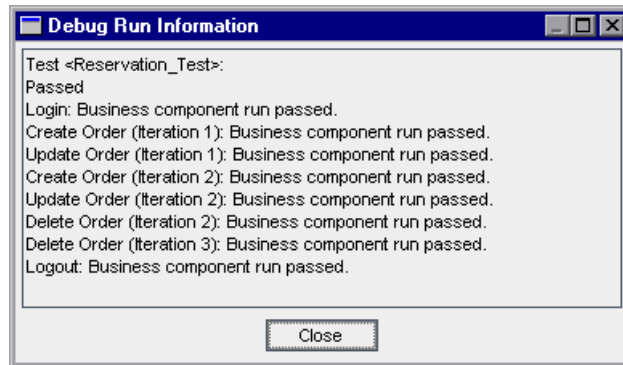 Debug Run Information
Test <Reservation_Test>:
Passed
Login: Business component run passed.
Create Order (Iteration 1): Business component run passed.
Update Order (Iteration 1): Business component run passed.
Create Order (Iteration 2): Business component run passed.
Update Order (Iteration 2): Business component run passed.
Delete Order (Iteration 2): Business component run passed.
Delete Order (Iteration 3): Business component run passed.
Logout: Business component run passed.
Close